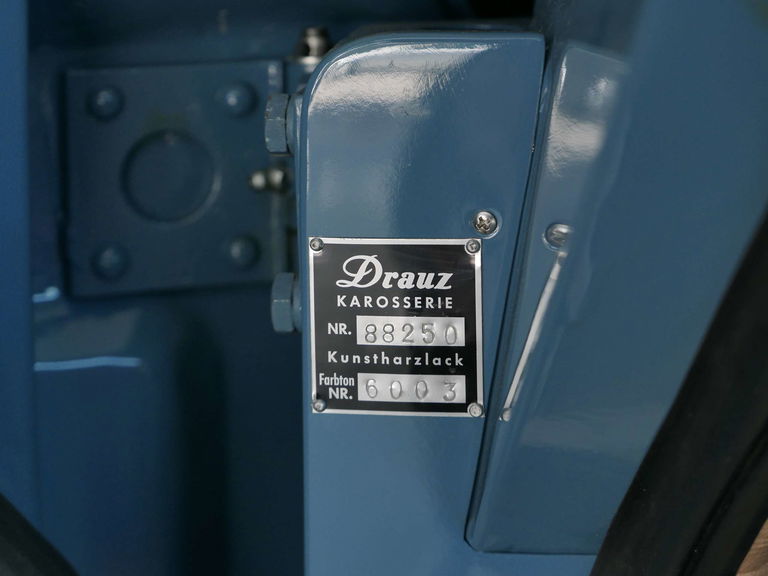 Drauz
KAROSSERIE
NR. 88250
Kunstharzlack
Farbton NR. 6003